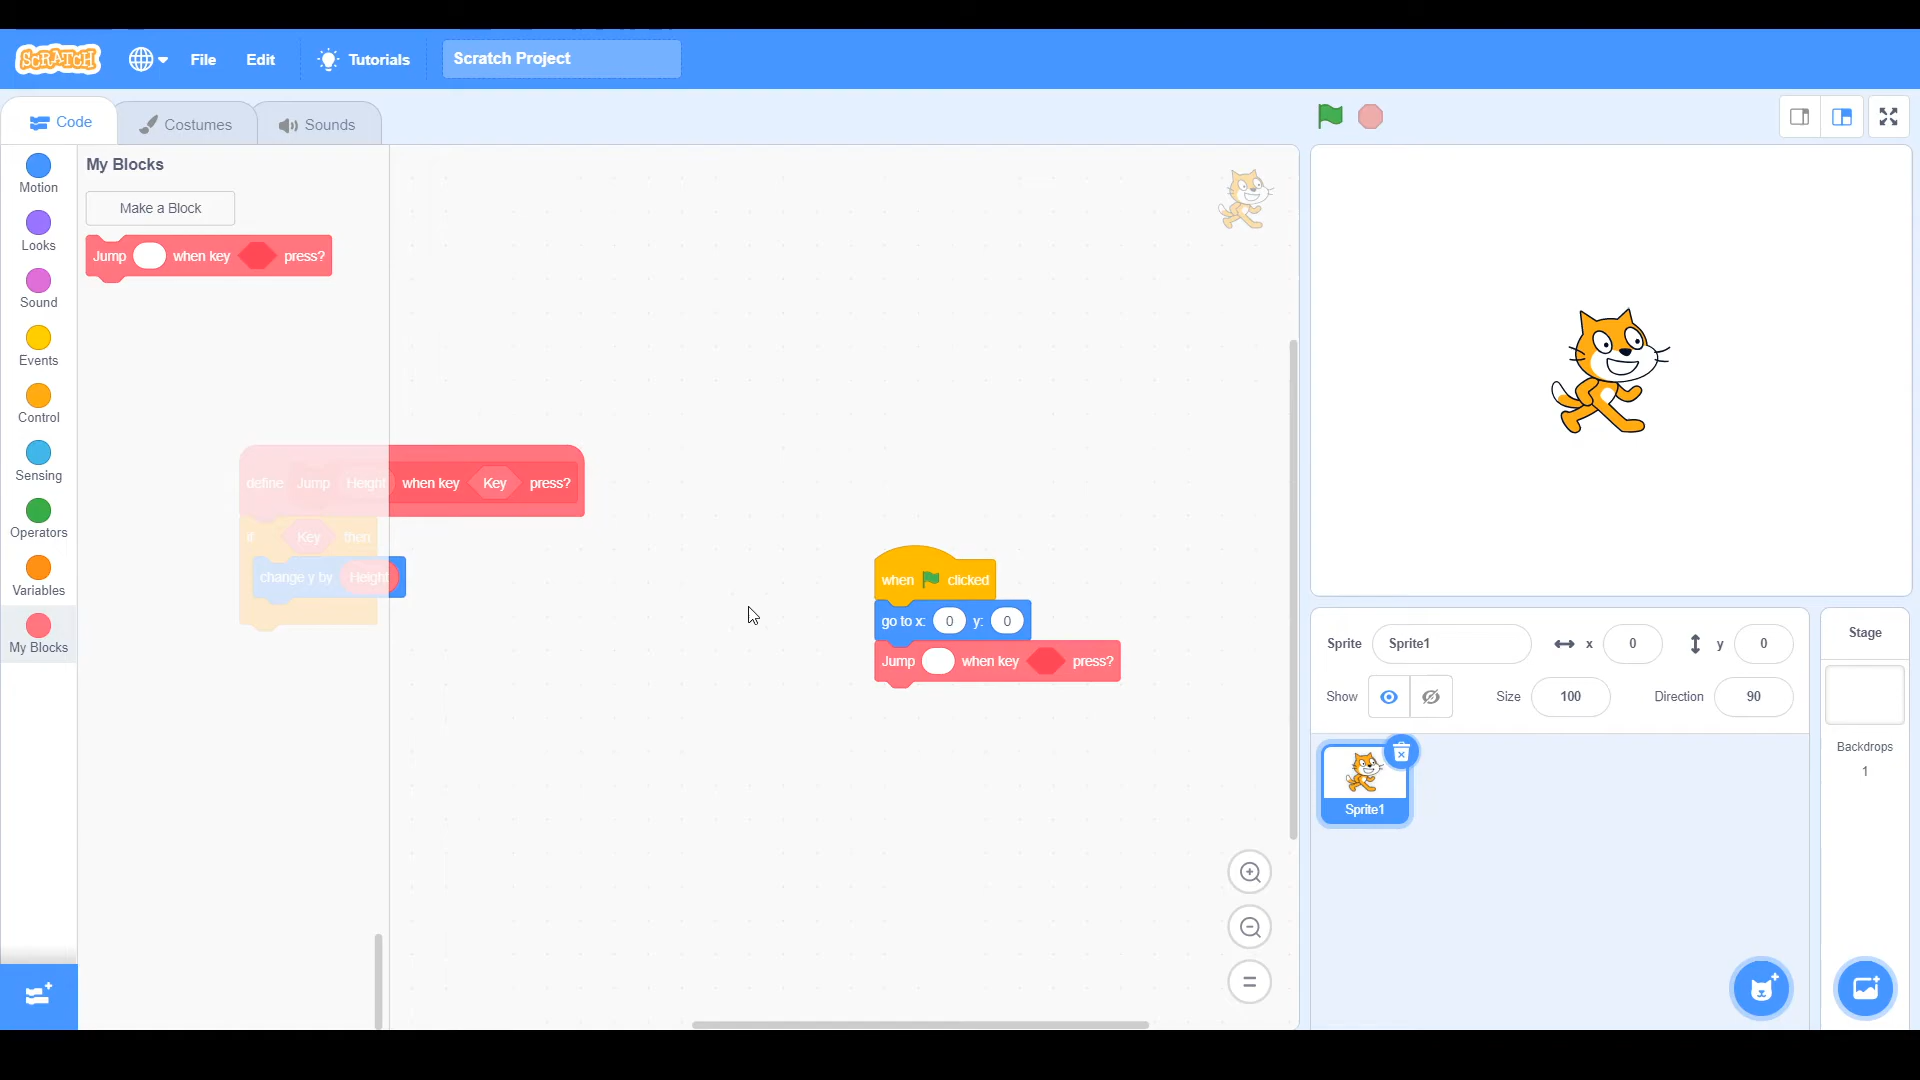 SCRATCH File Edit Tutorials Scratch Project
Code Costumes Sounds
Motion
Looks
Sound
Events
Control
Sensing
Operators
Variables
My Blocks
My Blocks
Make a Block
Jump when key press?
define Jump Height when key Key press?
if Key then
change y by Height
when clicked
go to x: 0 y: 0
Jump when key press?
Sprite Sprite1 x 0 y 0
Show Size 100 Direction 90
Sprite1
Stage
Backdrops
1